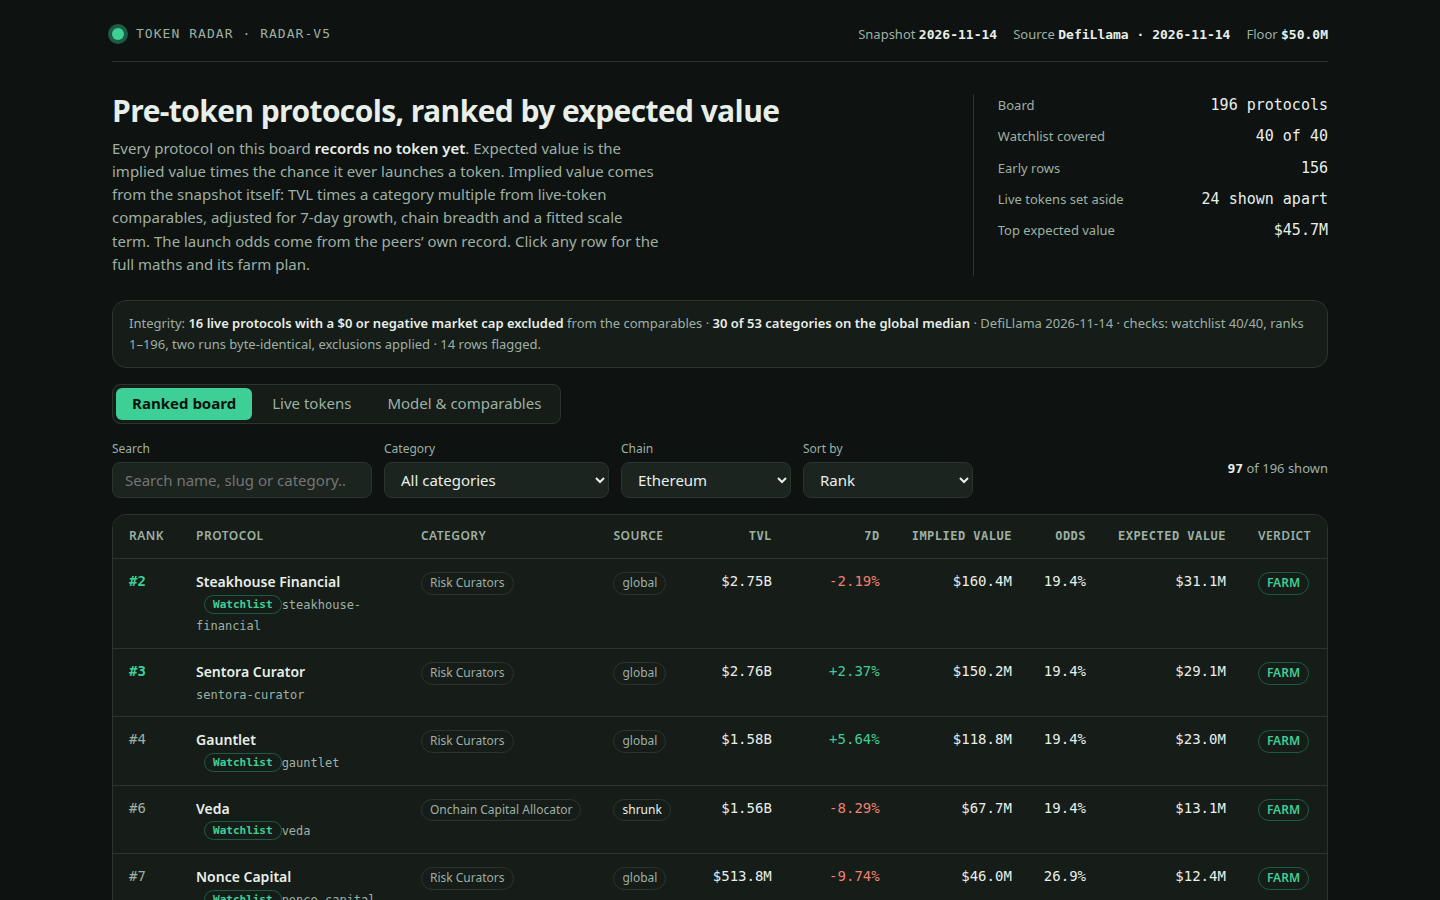 TOKEN RADAR · RADAR-V5
Snapshot 2026-11-14 Source DefiLlama · 2026-11-14 Floor $50.0M
Pre-token protocols, ranked by expected value
Every protocol on this board records no token yet. Expected value is the
implied value times the chance it ever launches a token. Implied value comes
from the snapshot itself: TVL times a category multiple from live-token
comparables, adjusted for 7-day growth, chain breadth and a fitted scale
term. The launch odds come from the peers’ own record. Click any row for the
full maths and its farm plan.
Board 196 protocols
Watchlist covered 40 of 40
Early rows 156
Live tokens set aside 24 shown apart
Top expected value $45.7M
Integrity: 16 live protocols with a $0 or negative market cap excluded from the comparables · 30 of 53 categories on the global median · DefiLlama 2026-11-14 · checks: watchlist 40/40, ranks
1–196, two runs byte-identical, exclusions applied · 14 rows flagged.
Ranked board Live tokens Model & comparables
Search Category Chain Sort by
Search name, slug or category.. All categories Ethereum Rank 97 of 196 shown
RANK PROTOCOL CATEGORY SOURCE TVL 7D IMPLIED VALUE ODDS EXPECTED VALUE VERDICT
#2 Steakhouse Financial Risk Curators global $2.75B -2.19% $160.4M 19.4% $31.1M FARM
Watchlist steakhouse-
financial
#3 Sentora Curator Risk Curators global $2.76B +2.37% $150.2M 19.4% $29.1M FARM
sentora-curator
#4 Gauntlet Risk Curators global $1.58B +5.64% $118.8M 19.4% $23.0M FARM
Watchlist gauntlet
#6 Veda Onchain Capital Allocator shrunk $1.56B -8.29% $67.7M 19.4% $13.1M FARM
Watchlist veda
#7 Nonce Capital Risk Curators global $513.8M -9.74% $46.0M 26.9% $12.4M FARM
Watchlist nonce-capital